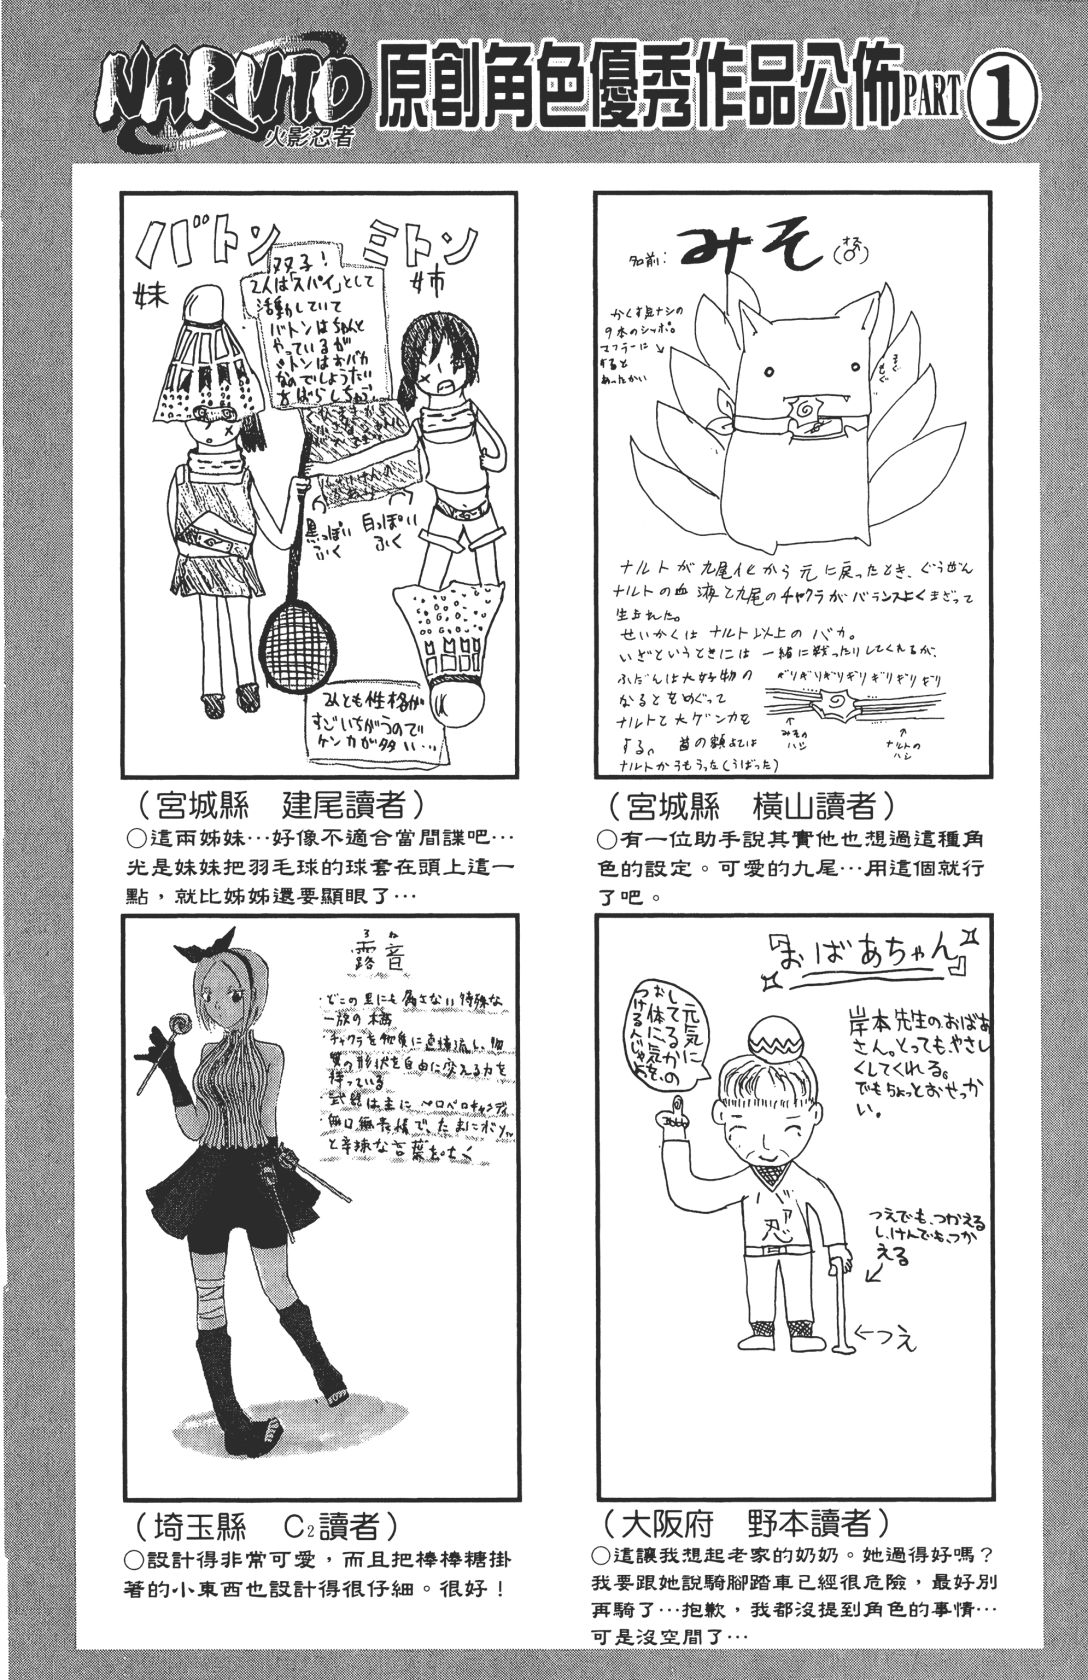 NARUTO
火影忍者
原創角色優秀作品公佈PART 1
バトン
妹
ミトン
姉
双子!
2人は「スパイ」として
活動していて
バトンはちゃんと
やっているが
ミトンはおバカ
なのでしょうたい
をばらしちゃう
黒っぽい
ふく
白っぽい
ふく
2人とも性格が
すごいちがうので
ケンカが多い…
(宮城縣 建尾讀者)
○這兩姊妹…好像不適合當間諜吧…
光是妹妹把羽毛球的球套在頭上這一
點,就比姊姊還要顯眼了…
名前:みそ(オス♂)
かくす気ナシの
9本のシッポ。
マフラーに
すると
あったかい
もぐもぐ
ナルトが九尾化から元に戻ったとき、ぐうぜん
ナルトの血液と九尾のチャクラがバランスよくまざって
生まれた。
せいかくはナルト以上のバカ。
いざというときには一緒に戦ったりしてくれるが、
ふだんは大好物の
なるとをめぐって
ナルトと大ゲンカを
する。首の額あては
ナルトからもらった(うばった)
ギリギリギリギリギリギリギリ
みその
ハシ
ナルトの
ハシ
(宮城縣 橫山讀者)
○有一位助手說其實他也想過這種角
色的設定。可愛的九尾…用這個就行
了吧。
ろね
露音
・どこの里にも属さない特殊な
一族の末裔
・チャクラを物質に直接流し、物
質の形状を自由に変える力を
持っている
・武器は主にペロペロキャンディ
・無口無表情で、たまにボソッ
と辛辣な言葉をはく
(埼玉縣 C2讀者)
○設計得非常可愛,而且把棒棒糖掛
著的小東西也設計得很仔細。很好!
『おばあちゃん』
元気に
してるかの
お体に気を
つけるんじゃよ
岸本先生のおばあ
さん。とっても、やさし
くしてくれる。
でもちょっとおせっか
い。
忍
つえでも、つかえる
し、けんでも、つか
える
←つえ
(大阪府 野本讀者)
○這讓我想起老家的奶奶。她過得好嗎?
我要跟她說騎腳踏車已經很危險,最好別
再騎了…抱歉,我都沒提到角色的事情…
可是沒空間了…